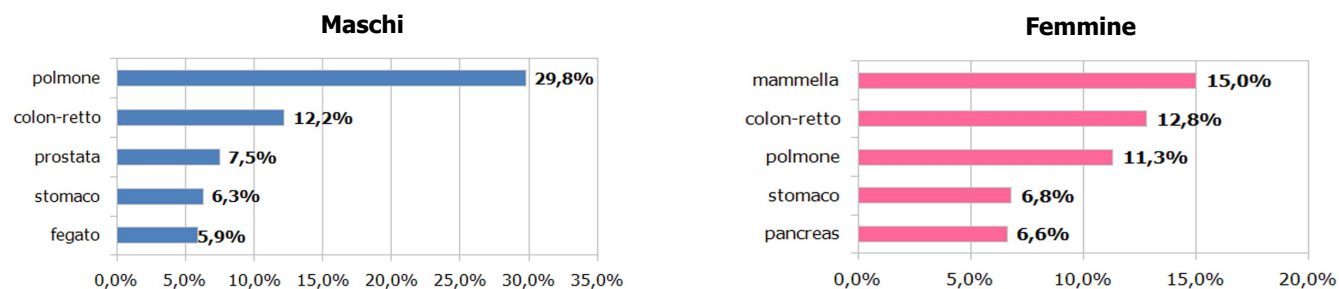 Maschi
polmone 29,8%
colon-retto 12,2%
prostata 7,5%
stomaco 6,3%
fegato 5,9%
0,0% 5,0% 10,0% 15,0% 20,0% 25,0% 30,0% 35,0%
Femmine
mammella 15,0%
colon-retto 12,8%
polmone 11,3%
stomaco 6,8%
pancreas 6,6%
0,0% 5,0% 10,0% 15,0% 20,0%